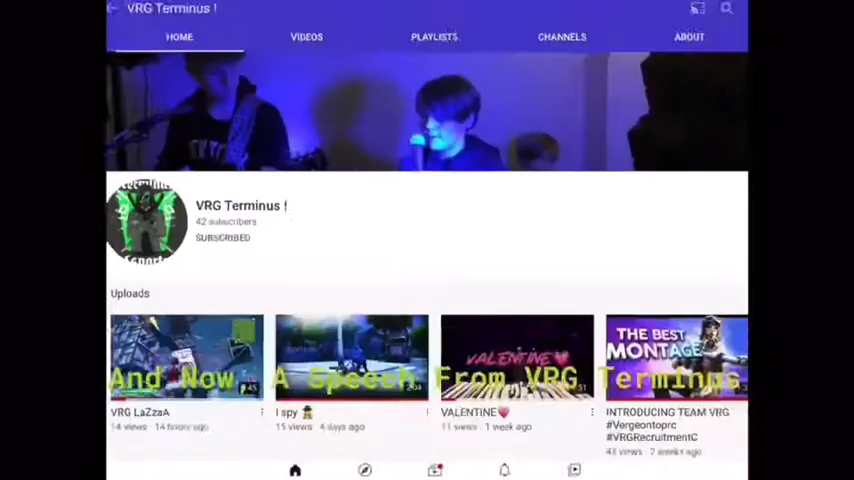 VRG Terminus !
HOME VIDEOS PLAYLISTS CHANNELS ABOUT
VRG Terminus !
42 subscribers
SUBSCRIBED
Uploads
VALENTINE
THE BEST
MONTAGE
And Now, A Speech From VRG Terminus
VRG LaZzaA
14 views · 14 hours ago
I spy
15 views · 4 days ago
VALENTINE
11 views · 1 week ago
INTRODUCING TEAM VRG
#Vergeontoprc
#VRGRecruitmentC
43 views · 2 weeks ago